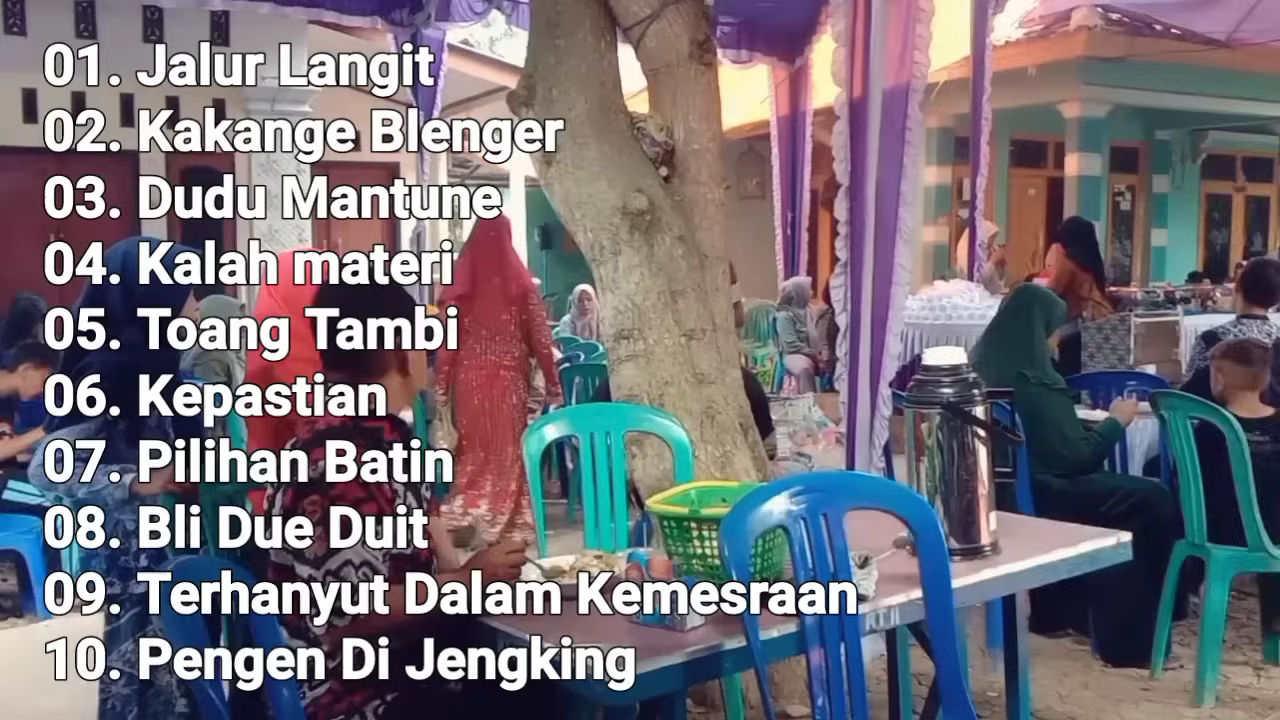 01. Jalur Langit
02. Kakange Blenger
03. Dudu Mantune
04. Kalah materi
05. Toang Tambi
06. Kepastian
07. Pilihan Batin
08. Bli Due Duit
09. Terhanyut Dalam Kemesraan
10. Pengen Di Jengking